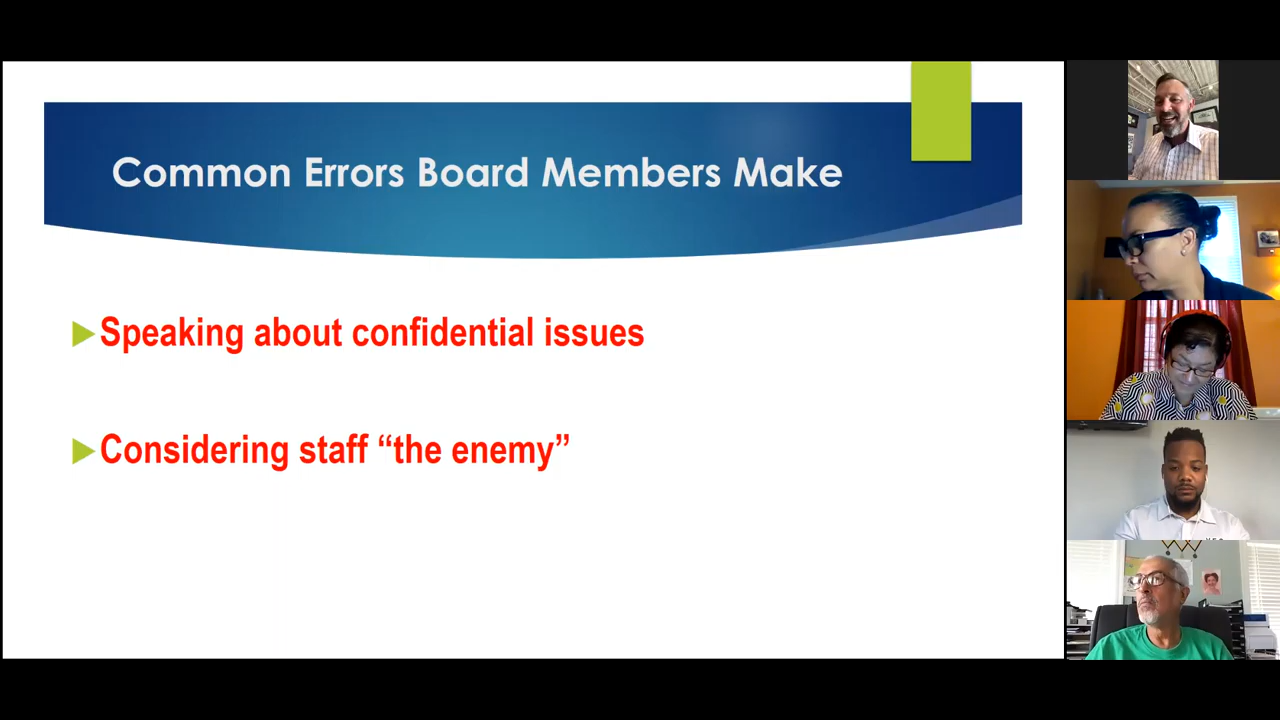 Common Errors Board Members Make
Speaking about confidential issues
Considering staff “the enemy”